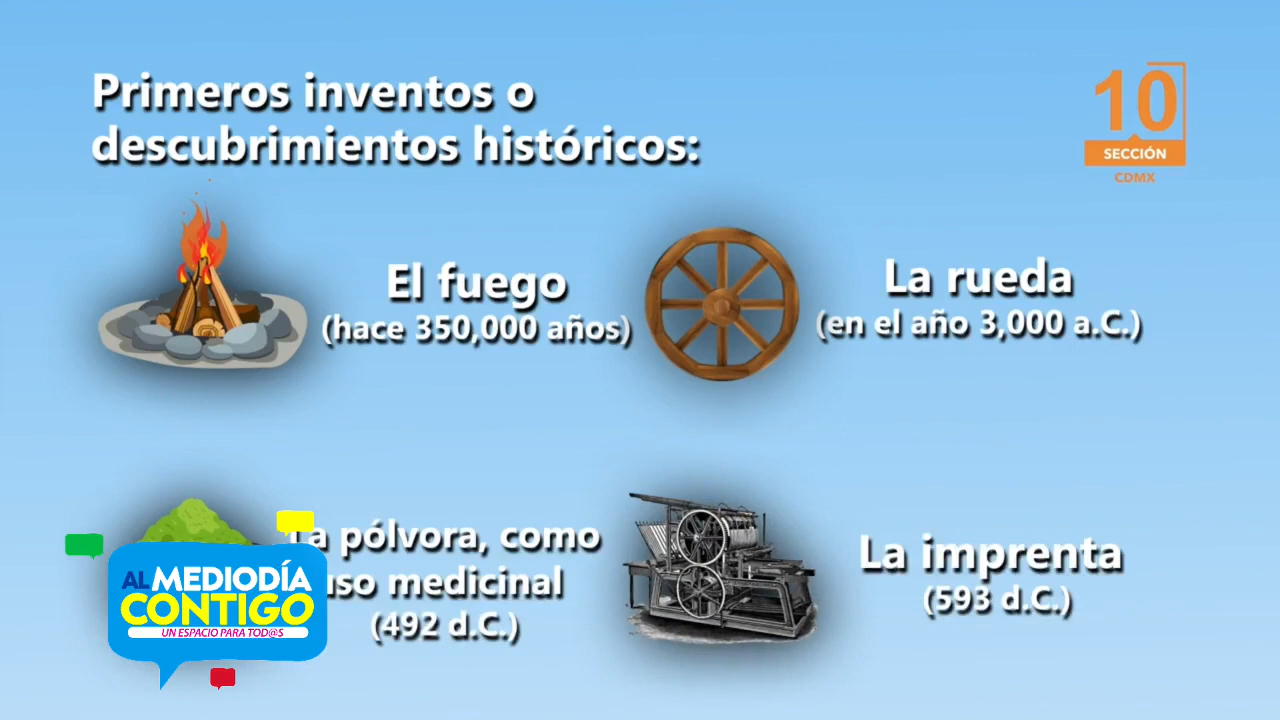 Primeros inventos o
descubrimientos históricos:
10
SECCIÓN
CDMX
El fuego
(hace 350,000 años)
La rueda
(en el año 3,000 a.C.)
La pólvora, como
uso medicinal
(492 d.C.)
La imprenta
(593 d.C.)
AL MEDIODÍA
CONTIGO
UN ESPACIO PARA TOD@S